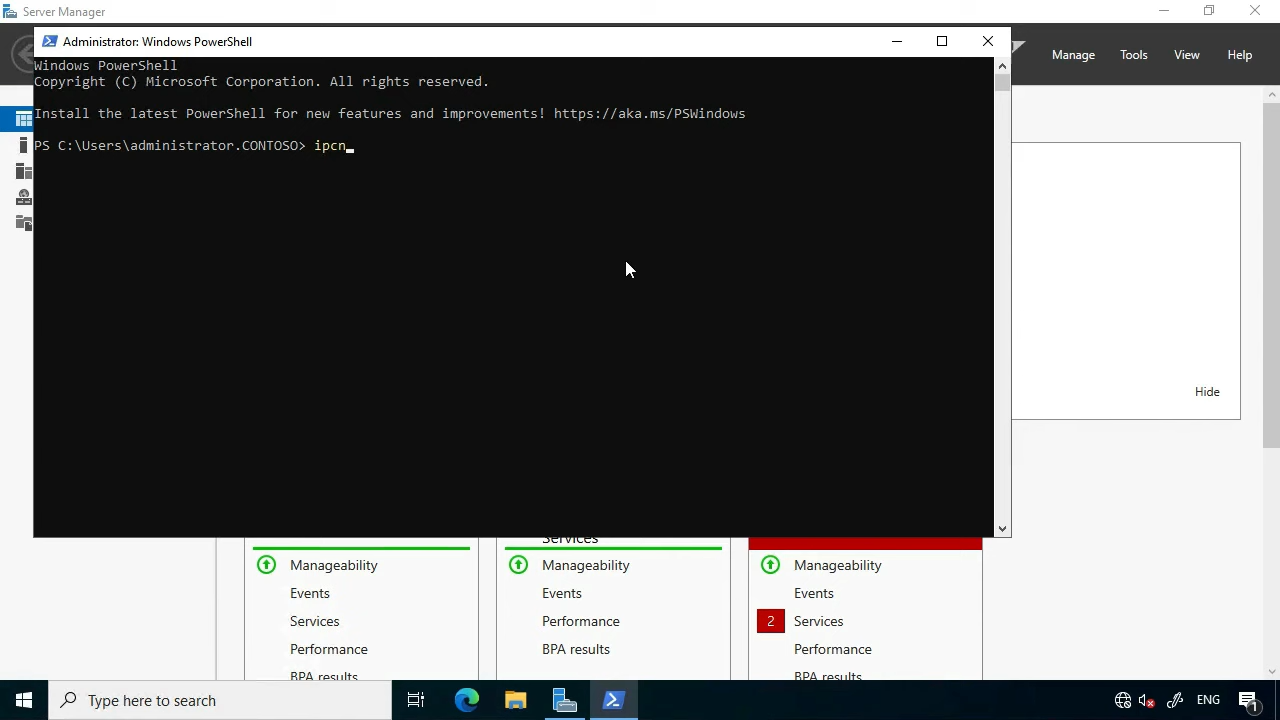 Server Manager
Administrator: Windows PowerShell
Manage
Tools
View
Help
Windows PowerShell
Copyright (C) Microsoft Corporation. All rights reserved.
Install the latest PowerShell for new features and improvements! https://aka.ms/PSWindows
PS C:\Users\administrator.CONTOSO> ipcn
Hide
Services
Manageability
Events
Services
Performance
BPA results
Manageability
Events
Performance
BPA results
Manageability
Events
2 Services
Performance
BPA results
Type here to search
ENG
1